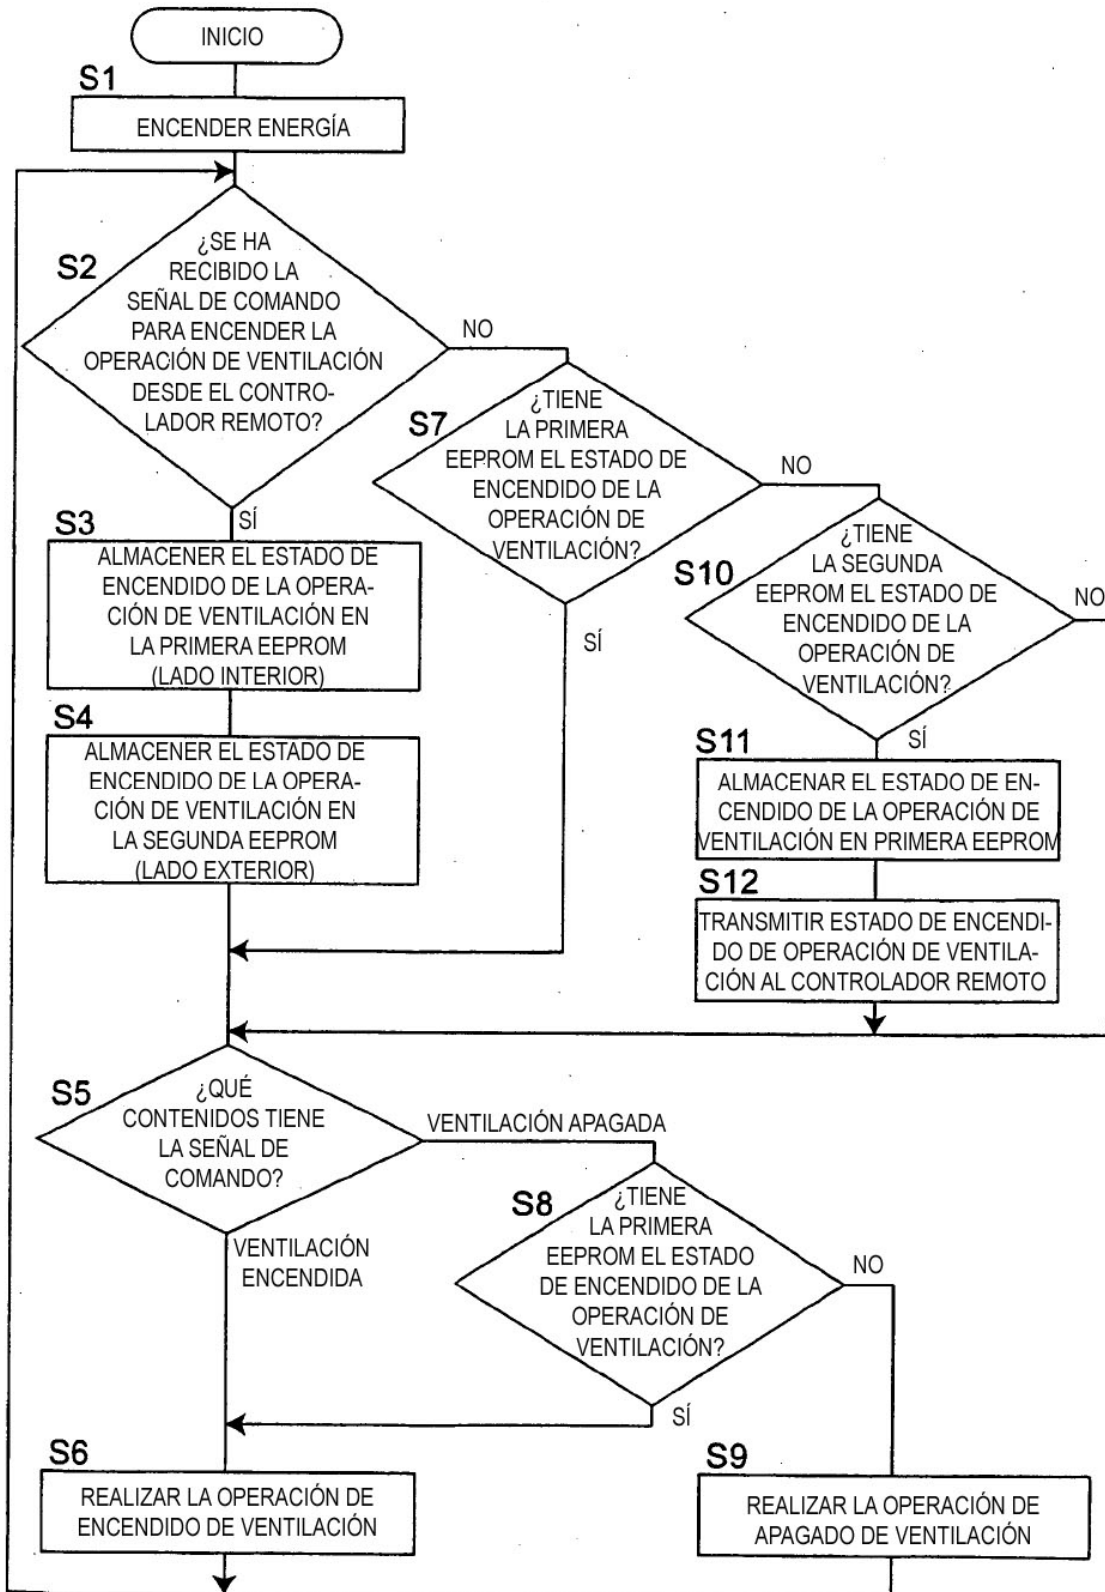 INICIO
S1
ENCENDER ENERGÍA
S2
¿SE HA
RECIBIDO LA
SEÑAL DE COMANDO
PARA ENCENDER LA
OPERACIÓN DE VENTILACIÓN
DESDE EL CONTRO-
LADOR REMOTO?
NO
SÍ
S3
ALMACENER EL ESTADO DE
ENCENDIDO DE LA OPERA-
CIÓN DE VENTILACIÓN EN
LA PRIMERA EEPROM
(LADO INTERIOR)
S4
ALMACENER EL ESTADO DE
ENCENDIDO DE LA OPERA-
CIÓN DE VENTILACIÓN EN
LA SEGUNDA EEPROM
(LADO EXTERIOR)
S7
¿TIENE
LA PRIMERA
EEPROM EL ESTADO DE
ENCENDIDO DE LA
OPERACIÓN DE
VENTILACIÓN?
NO
SÍ
S10
¿TIENE
LA SEGUNDA
EEPROM EL ESTADO DE
ENCENDIDO DE LA
OPERACIÓN DE
VENTILACIÓN?
NO
SÍ
S11
ALMACENAR EL ESTADO DE EN-
CENDIDO DE LA OPERACIÓN DE
VENTILACIÓN EN PRIMERA EEPROM
S12
TRANSMITIR ESTADO DE ENCENDI-
DO DE OPERACIÓN DE VENTILA-
CIÓN AL CONTROLADOR REMOTO
S5
¿QUÉ
CONTENIDOS TIENE
LA SEÑAL DE
COMANDO?
VENTILACIÓN APAGADA
VENTILACIÓN
ENCENDIDA
S8
¿TIENE
LA PRIMERA
EEPROM EL ESTADO
DE ENCENDIDO DE LA
OPERACIÓN DE
VENTILACIÓN?
NO
SÍ
S6
REALIZAR LA OPERACIÓN DE
ENCENDIDO DE VENTILACIÓN
S9
REALIZAR LA OPERACIÓN DE
APAGADO DE VENTILACIÓN